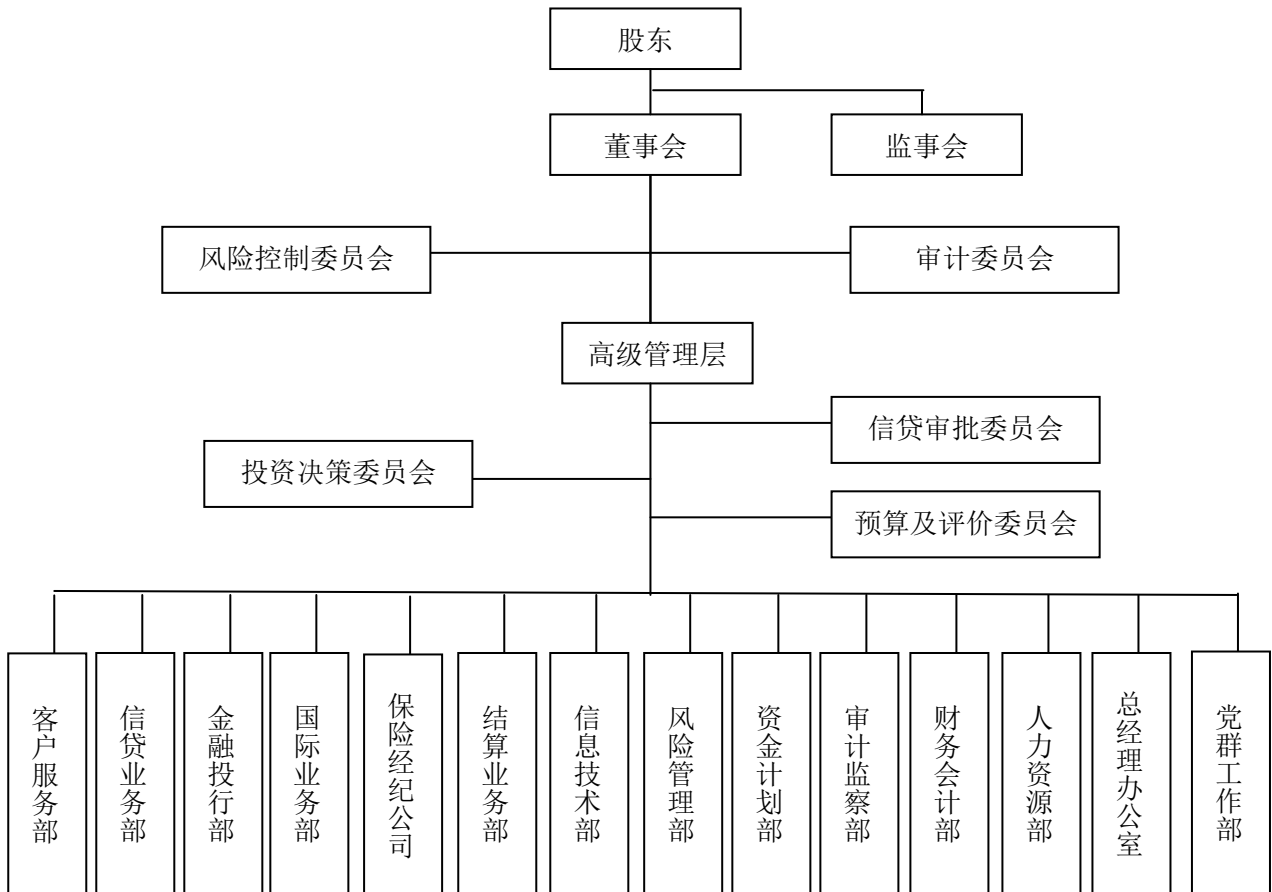 股东
董事会
监事会
风险控制委员会
审计委员会
高级管理层
信贷审批委员会
投资决策委员会
预算及评价委员会
客户服务部
信贷业务部
金融投行部
国际业务部
保险经纪公司
结算业务部
信息技术部
风险管理部
资金计划部
审计监察部
财务会计部
人力资源部
总经理办公室
党群工作部